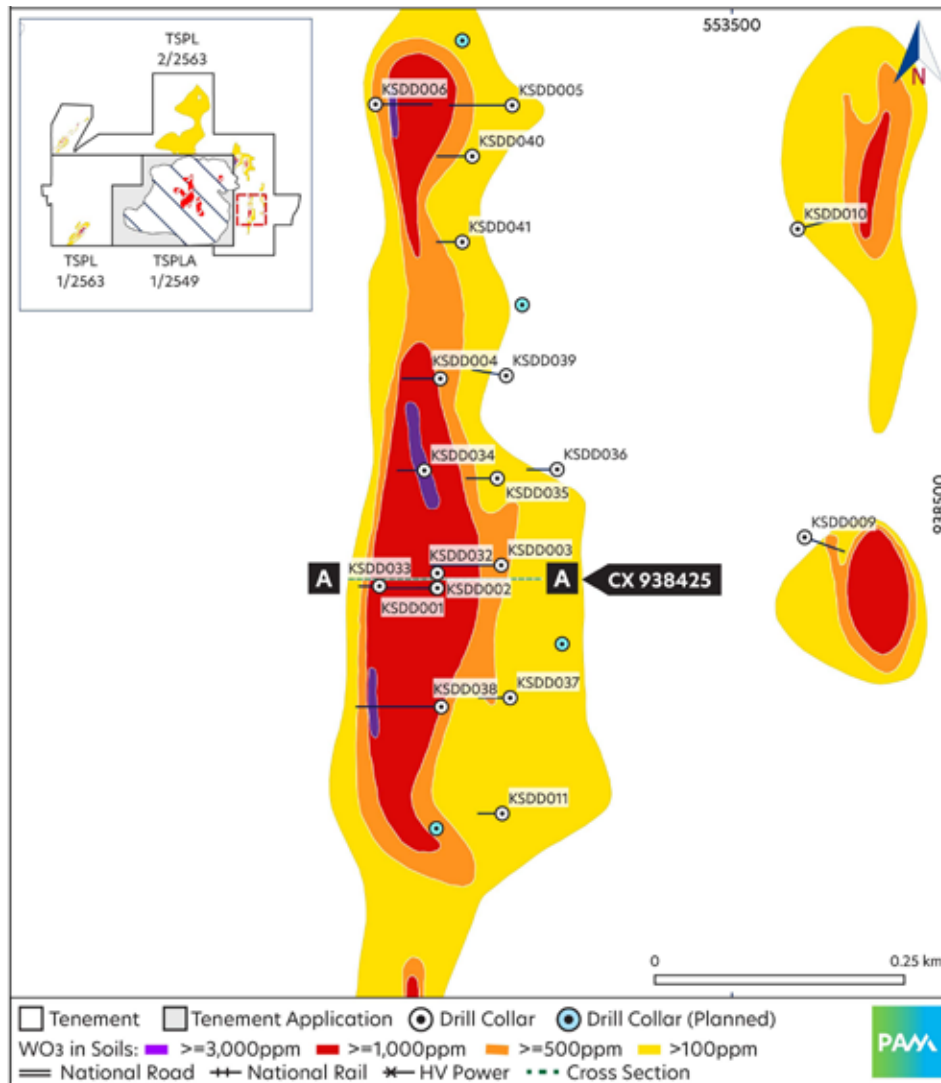 TSPL
2/2563
TSPL
1/2563
TSPLA
1/2549
553500
N
KSDD006
KSDD005
KSDD040
KSDD010
KSDD041
KSDD004
KSDD039
KSDD034
KSDD036
KSDD035
938500
KSDD009
KSDD032
KSDD003
KSDD033
A
A
CX 938425
KSDD002
KSDD001
KSDD038
KSDD037
KSDD011
0
0.25 km
Tenement
Tenement Application
Drill Collar
Drill Collar (Planned)
WO3 in Soils:
>=3,000ppm
>=1,000ppm
>=500ppm
>100ppm
National Road
National Rail
HV Power
Cross Section
PAM